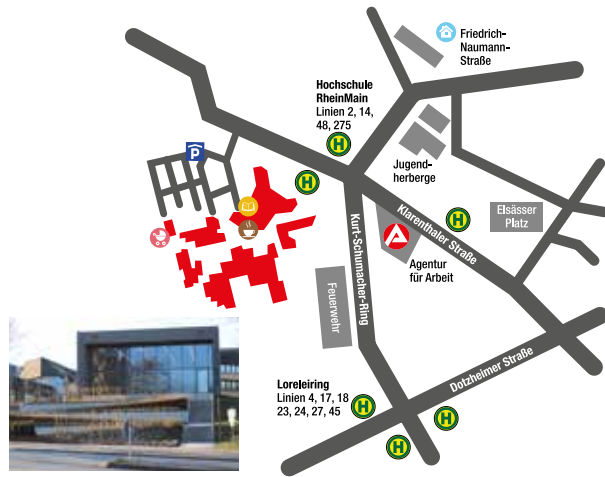 Friedrich-
Naumann-
Straße
Hochschule
RheinMain
Linien 2, 14,
48, 275
H
P
H
Jugend-
herberge
H
Elsässer
Platz
Klarenthaler Straße
Kurt-Schumacher-Ring
Agentur
für Arbeit
Feuerwehr
Dotzheimer Straße
Loreleiring
Linien 4, 17, 18
23, 24, 27, 45
H
H
H